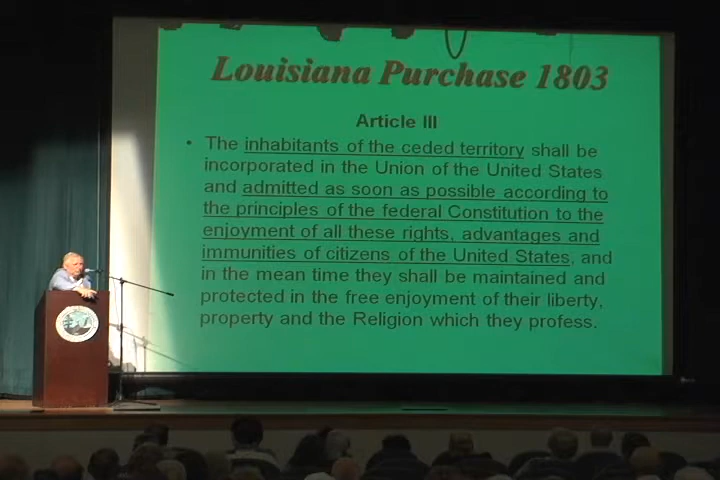 Louisiana Purchase 1803
Article III
• The inhabitants of the ceded territory shall be
incorporated in the Union of the United States
and admitted as soon as possible according to
the principles of the federal Constitution to the
enjoyment of all these rights, advantages and
immunities of citizens of the United States, and
in the mean time they shall be maintained and
protected in the free enjoyment of their liberty,
property and the Religion which they profess.